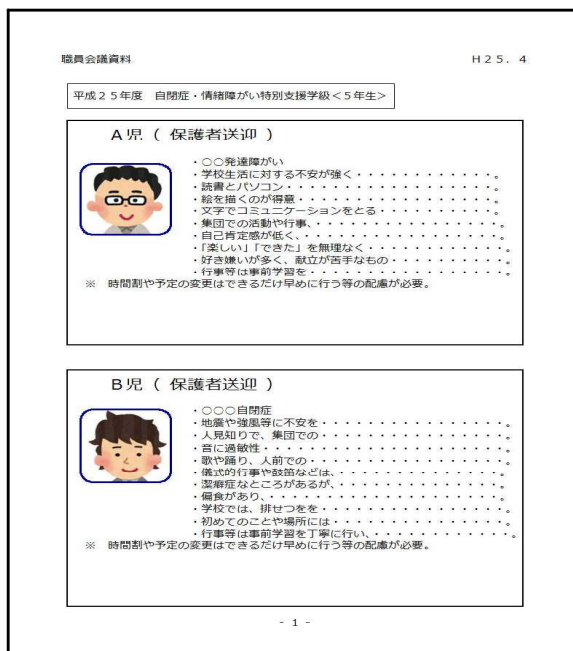 職員会議資料 H25.4
平成25年度 自閉症・情緒障がい特別支援学級<5年生>
A児(保護者送迎)
・○○発達障がい
・学校生活に対する不安が強く・・・・・・・・・・・・。
・読書とパソコン・・・・・・・・・・・・・・・・・・
・絵を描くのが得意・・・・・・・・・・・・・・・・・
・文字でコミュニケーションをとる・・・・・・・・・・。
・集団での活動や行事、・・・・・・・・・・・・・・・・。
・自己肯定感が低く、・・・・・・・・・・・・・・・・。
・「楽しい」「できた」を無理なく・・・・・・・・・・・。
・好き嫌いが多く、献立が苦手なもの・・・・・・・・・。
・行事等は事前学習を・・・・・・・・・・・・・・・・。
※ 時間割や予定の変更はできるだけ早めに行う等の配慮が必要。
B児(保護者送迎)
・○○○自閉症
・地震や強風等に不安を・・・・・・・・・・・・・・・。
・人見知りで、集団での・・・・・・・・・・・・・・・。
・音に過敏性・・・・・・・・・・・・・・・・・・・・。
・歌や踊り、人前での・・・・・・・・・・・・・・・・。
・儀式的行事や鼓笛などは、・・・・・・・・・・・・・。
・潔癖症なところがあるが、・・・・・・・・・・・・・。
・偏食があり、・・・・・・・・・・・・・・・・・・・。
・学校では、排せつをを・・・・・・・・・・・・・・・。
・初めてのことや場所には・・・・・・・・・・・・・・。
・行事等は事前学習を丁寧に行い、・・・・・・・・・・・。
※ 時間割や予定の変更はできるだけ早めに行う等の配慮が必要。
- 1 -